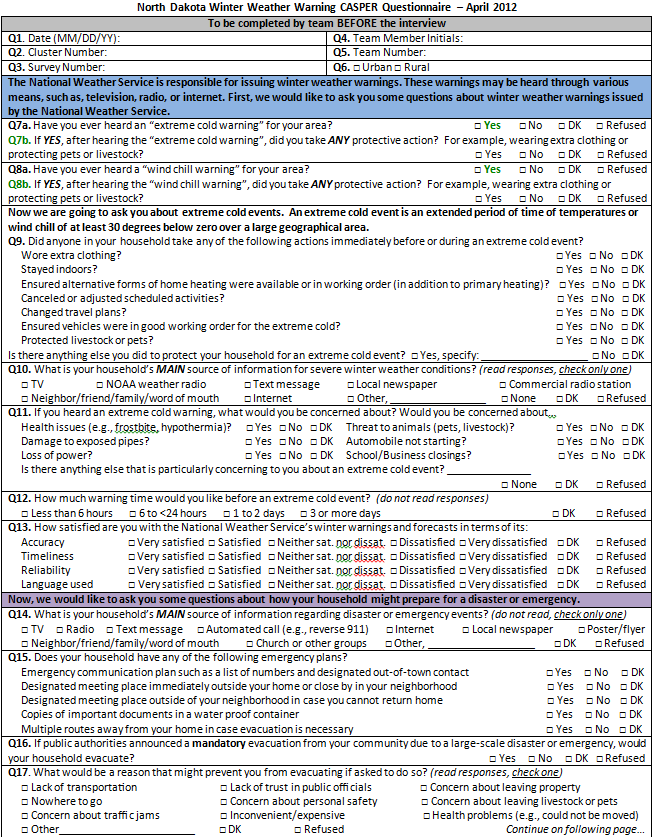 North Dakota Winter Weather Warning CASPER Questionnaire – April 2012
To be completed by team BEFORE the interview
Q1. Date (MM/DD/YY): Q4. Team Member Initials:
Q2. Cluster Number: Q5. Team Number:
Q3. Survey Number: Q6. □ Urban □ Rural
The National Weather Service is responsible for issuing winter weather warnings. These warnings may be heard through various
means, such as, television, radio, or internet. First, we would like to ask you some questions about winter weather warnings issued
by the National Weather Service.
Q7a. Have you ever heard an “extreme cold warning” for your area? □ Yes □ No □ DK □ Refused
Q7b. If YES, after hearing the “extreme cold warning”, did you take ANY protective action? For example, wearing extra clothing or
protecting pets or livestock? □ Yes □ No □ DK □ Refused
Q8a. Have you ever heard a “wind chill warning” for your area? □ Yes □ No □ DK □ Refused
Q8b. If YES, after hearing the “wind chill warning”, did you take ANY protective action? For example, wearing extra clothing or
protecting pets or livestock? □ Yes □ No □ DK □ Refused
Now we are going to ask you about extreme cold events. An extreme cold event is an extended period of time of temperatures or
wind chill of at least 30 degrees below zero over a large geographical area.
Q9. Did anyone in your household take any of the following actions immediately before or during an extreme cold event?
Wore extra clothing? □ Yes □ No □ DK
Stayed indoors? □ Yes □ No □ DK
Ensured alternative forms of home heating were available or in working order (in addition to primary heating)? □ Yes □ No □ DK
Canceled or adjusted scheduled activities? □ Yes □ No □ DK
Changed travel plans? □ Yes □ No □ DK
Ensured vehicles were in good working order for the extreme cold? □ Yes □ No □ DK
Protected livestock or pets? □ Yes □ No □ DK
Is there anything else you did to protect your household for an extreme cold event? □ Yes, specify: ____________________ □ No □ DK
Q10. What is your household’s MAIN source of information for severe winter weather conditions? (read responses, check only one)
□ TV □ NOAA weather radio □ Text message □ Local newspaper □ Commercial radio station
□ Neighbor/friend/family/word of mouth □ Internet □ Other, __________________ □ None □ DK □ Refused
Q11. If you heard an extreme cold warning, what would you be concerned about? Would you be concerned about…
Health issues (e.g., frostbite, hypothermia)? □ Yes □ No □ DK Threat to animals (pets, livestock)? □ Yes □ No □ DK
Damage to exposed pipes? □ Yes □ No □ DK Automobile not starting? □ Yes □ No □ DK
Loss of power? □ Yes □ No □ DK School/Business closings? □ Yes □ No □ DK
Is there anything else that is particularly concerning to you about an extreme cold event? ________________
□ None □ DK □ Refused
Q12. How much warning time would you like before an extreme cold event? (do not read responses)
□ Less than 6 hours □ 6 to <24 hours □ 1 to 2 days □ 3 or more days □ DK □ Refused
Q13. How satisfied are you with the National Weather Service’s winter warnings and forecasts in terms of its:
Accuracy □ Very satisfied □ Satisfied □ Neither sat. nor dissat. □ Dissatisfied □ Very dissatisfied □ DK □ Refused
Timeliness □ Very satisfied □ Satisfied □ Neither sat. nor dissat. □ Dissatisfied □ Very dissatisfied □ DK □ Refused
Reliability □ Very satisfied □ Satisfied □ Neither sat. nor dissat. □ Dissatisfied □ Very dissatisfied □ DK □ Refused
Language used □ Very satisfied □ Satisfied □ Neither sat. nor dissat. □ Dissatisfied □ Very dissatisfied □ DK □ Refused
Now, we would like to ask you some questions about how your household might prepare for a disaster or emergency.
Q14. What is your household’s MAIN source of information regarding disaster or emergency events? (do not read, check only one)
□ TV □ Radio □ Text message □ Automated call (e.g., reverse 911) □ Internet □ Local newspaper □ Poster/flyer
□ Neighbor/friend/family/word of mouth □ Church or other groups □ Other, ____________________ □ DK □ Refused
Q15. Does your household have any of the following emergency plans?
Emergency communication plan such as a list of numbers and designated out-of-town contact □ Yes □ No □ DK
Designated meeting place immediately outside your home or close by in your neighborhood □ Yes □ No □ DK
Designated meeting place outside of your neighborhood in case you cannot return home □ Yes □ No □ DK
Copies of important documents in a water proof container □ Yes □ No □ DK
Multiple routes away from your home in case evacuation is necessary □ Yes □ No □ DK
Q16. If public authorities announced a mandatory evacuation from your community due to a large-scale disaster or emergency, would
your household evacuate? □ Yes □ No □ DK □ Refused
Q17. What would be a reason that might prevent you from evacuating if asked to do so? (read responses, check one)
□ Lack of transportation □ Lack of trust in public officials □ Concern about leaving property
□ Nowhere to go □ Concern about personal safety □ Concern about leaving livestock or pets
□ Concern about traffic jams □ Inconvenient/expensive □ Health problems (e.g., could not be moved)
□ Other_________________________ □ DK □ Refused Continue on following page…